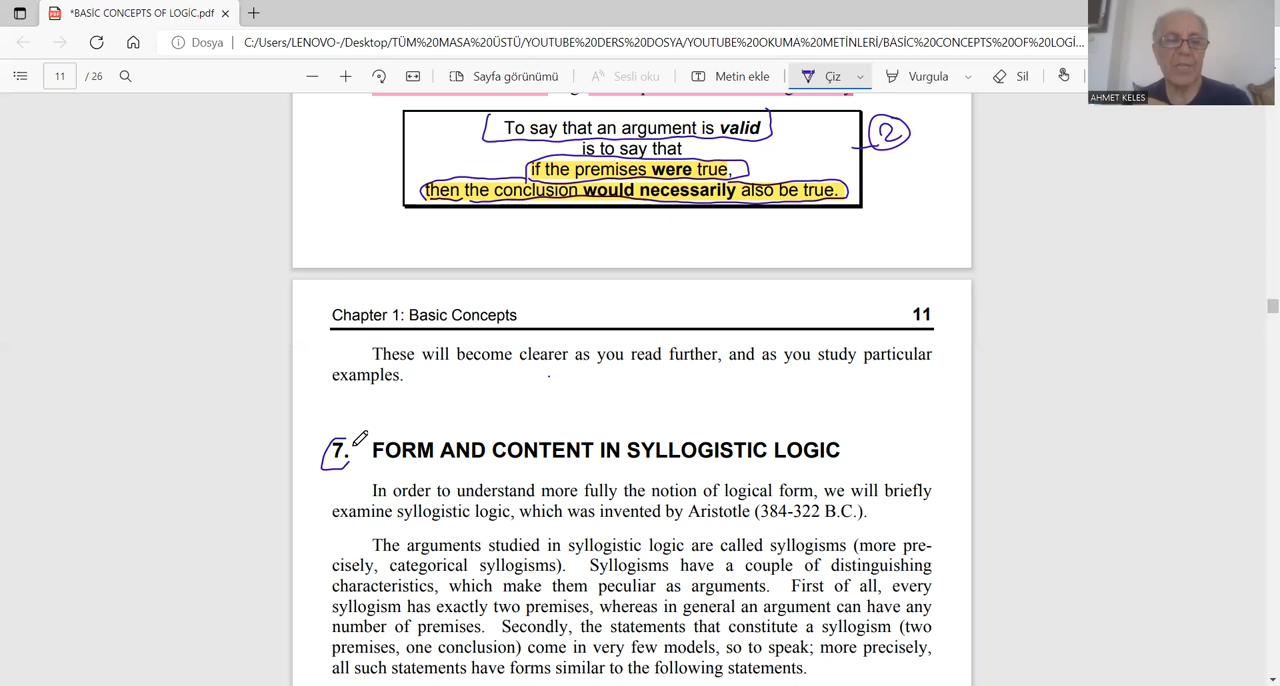 *BASİC CONCEPTS OF LOGİC.pdf
Dosya
C:/Users/LENOVO-/Desktop/TÜM%20MASA%20ÜSTÜ/YOUTUBE%20DERS%20DOSYA/YOUTUBE%20OKUMA%20METİNLERİ/BASİC%20CONCEPTS%20OF%20LOGİ...
11 / 26
Sayfa görünümü
Sesli oku
Metin ekle
Çiz
Vurgula
Sil
AHMET KELES
To say that an argument is valid
2
is to say that
if the premises were true,
then the conclusion would necessarily also be true.
Chapter 1: Basic Concepts 11
These will become clearer as you read further, and as you study particular
examples.
7. FORM AND CONTENT IN SYLLOGISTIC LOGIC
In order to understand more fully the notion of logical form, we will briefly
examine syllogistic logic, which was invented by Aristotle (384-322 B.C.).
The arguments studied in syllogistic logic are called syllogisms (more pre-
cisely, categorical syllogisms). Syllogisms have a couple of distinguishing
characteristics, which make them peculiar as arguments. First of all, every
syllogism has exactly two premises, whereas in general an argument can have any
number of premises. Secondly, the statements that constitute a syllogism (two
premises, one conclusion) come in very few models, so to speak; more precisely,
all such statements have forms similar to the following statements.